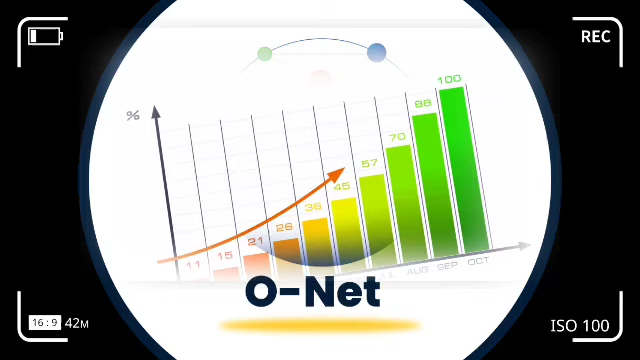 REC
%
100
88
70
57
45
36
26
21
15
11
AUG SEP OCT
O-Net
16:9 42M
ISO 100